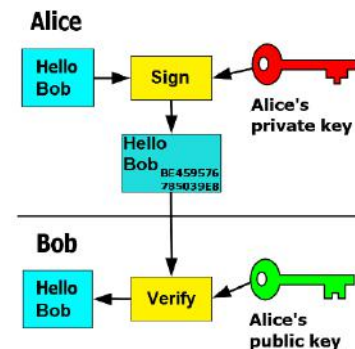 Alice
Hello
Bob
Sign
Alice's
private key
Hello
Bob
BE459576
785039E8
Bob
Hello
Bob
Verify
Alice's
public key